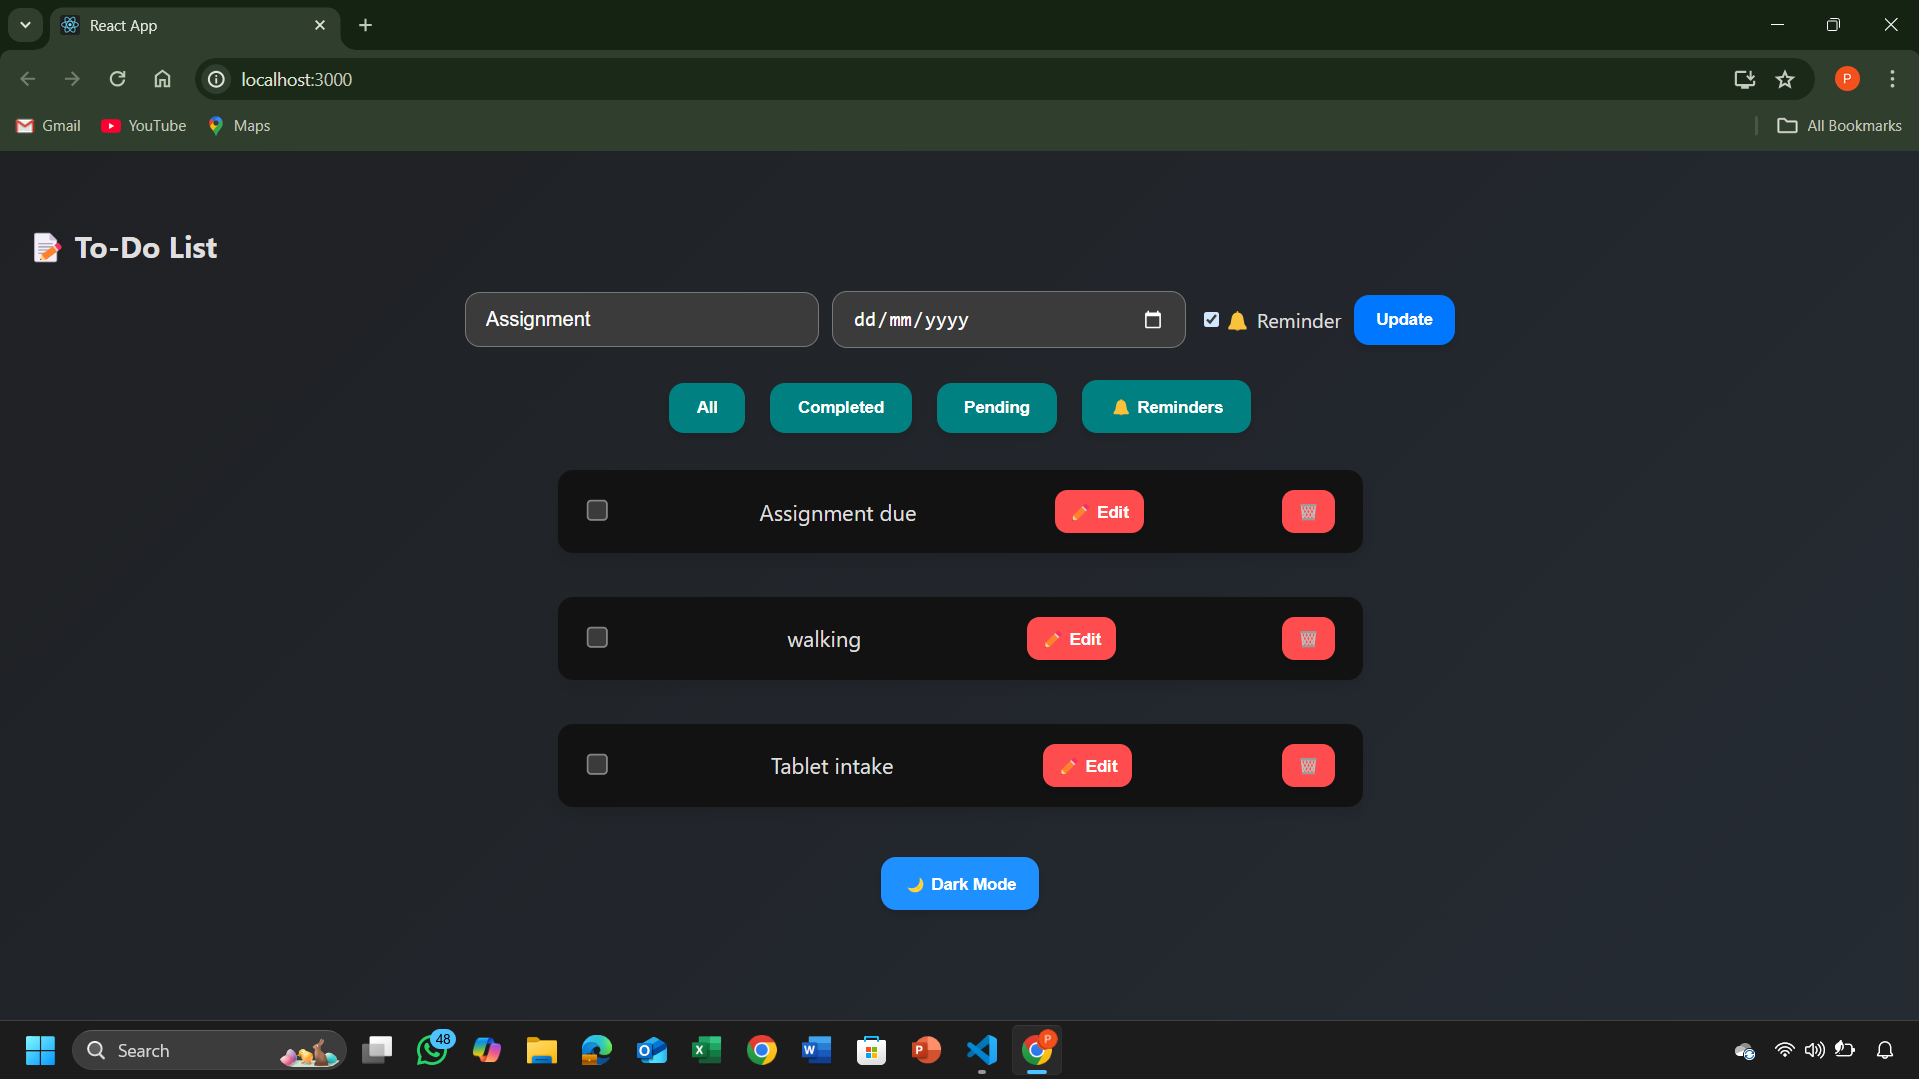 React App
localhost:3000
P
Gmail YouTube Maps All Bookmarks
To-Do List
Assignment dd/mm/yyyy Reminder Update
All Completed Pending Reminders
Assignment due Edit
walking Edit
Tablet intake Edit
Dark Mode
Search 48 P